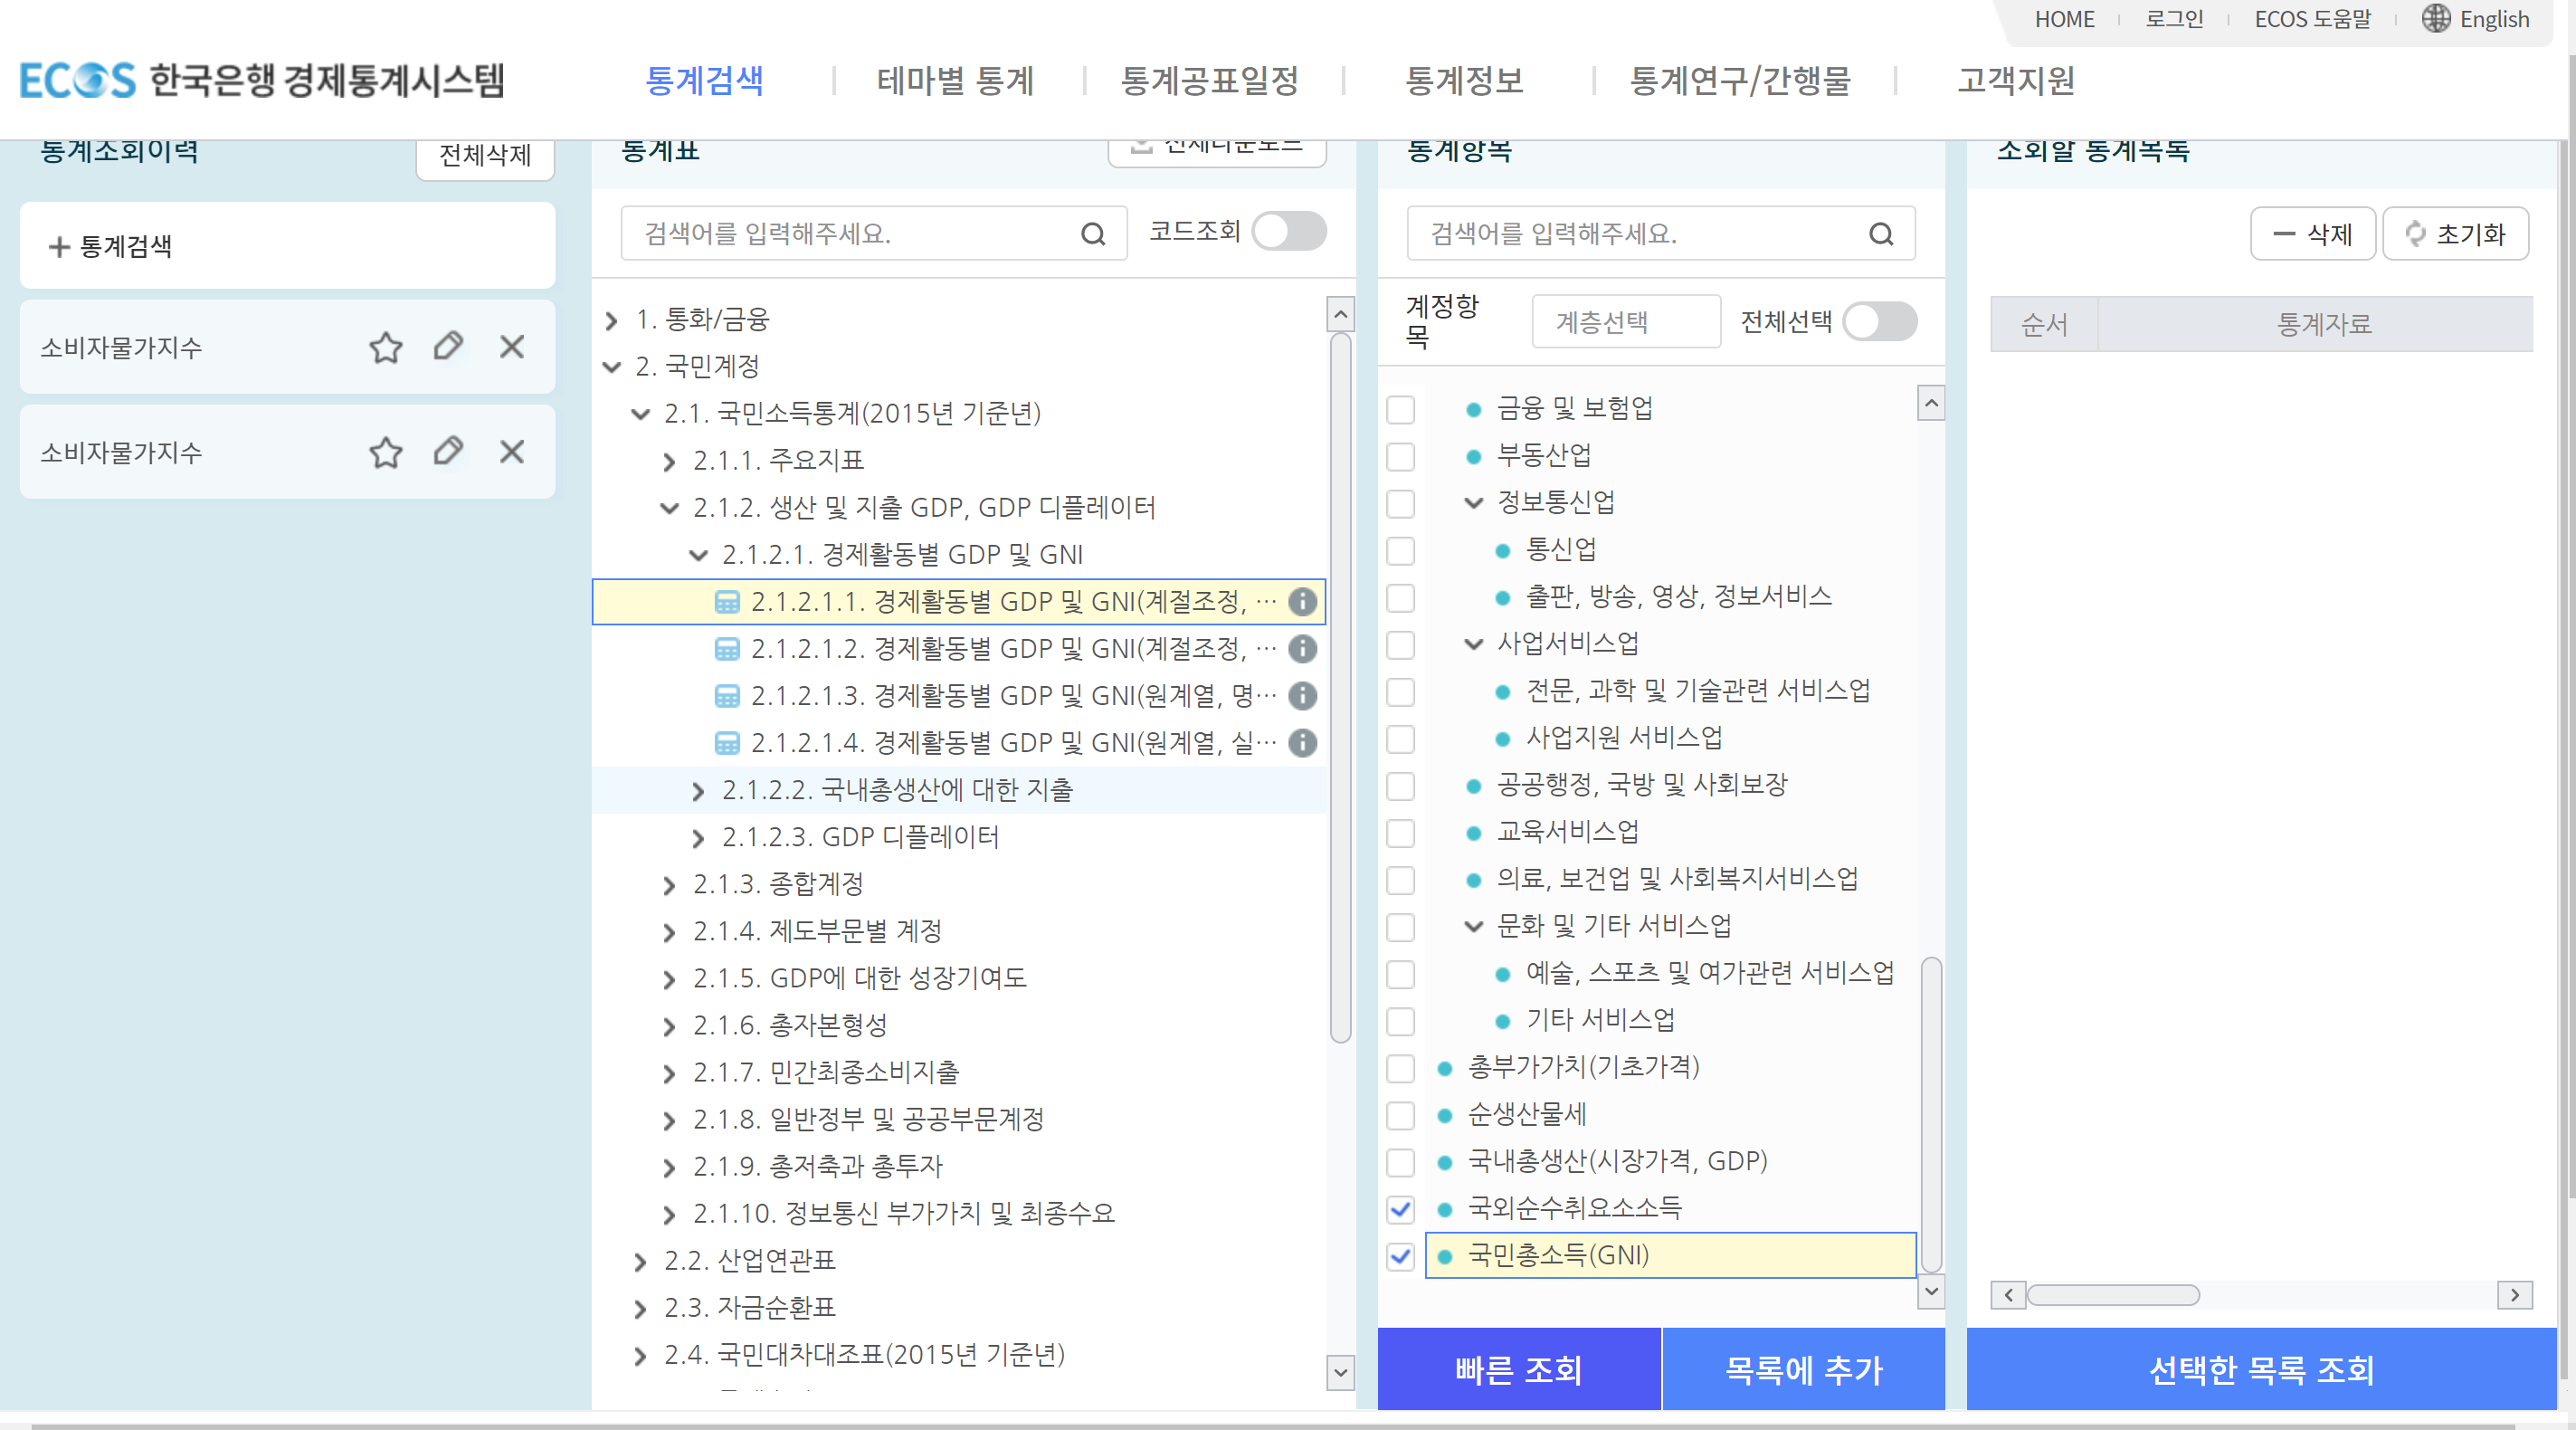 HOME
로그인
ECOS 도움말
English
ECOS 한국은행 경제통계시스템
통계검색
테마별 통계
통계공표일정
통계정보
통계연구/간행물
고객지원
통계조회이력
전체삭제
통계표
전체다운로드
통계항목
조회할 통계목록
통계검색
소비자물가지수
소비자물가지수
검색어를 입력해주세요.
코드조회
1. 통화/금융
2. 국민계정
2.1. 국민소득통계(2015년 기준년)
2.1.1. 주요지표
2.1.2. 생산 및 지출 GDP, GDP 디플레이터
2.1.2.1. 경제활동별 GDP 및 GNI
2.1.2.1.1. 경제활동별 GDP 및 GNI(계절조정, ···
2.1.2.1.2. 경제활동별 GDP 및 GNI(계절조정, ···
2.1.2.1.3. 경제활동별 GDP 및 GNI(원계열, 명···
2.1.2.1.4. 경제활동별 GDP 및 GNI(원계열, 실···
2.1.2.2. 국내총생산에 대한 지출
2.1.2.3. GDP 디플레이터
2.1.3. 종합계정
2.1.4. 제도부문별 계정
2.1.5. GDP에 대한 성장기여도
2.1.6. 총자본형성
2.1.7. 민간최종소비지출
2.1.8. 일반정부 및 공공부문계정
2.1.9. 총저축과 총투자
2.1.10. 정보통신 부가가치 및 최종수요
2.2. 산업연관표
2.3. 자금순환표
2.4. 국민대차대조표(2015년 기준년)
검색어를 입력해주세요.
계정항
목
계층선택
전체선택
금융 및 보험업
부동산업
정보통신업
통신업
출판, 방송, 영상, 정보서비스
사업서비스업
전문, 과학 및 기술관련 서비스업
사업지원 서비스업
공공행정, 국방 및 사회보장
교육서비스업
의료, 보건업 및 사회복지서비스업
문화 및 기타 서비스업
예술, 스포츠 및 여가관련 서비스업
기타 서비스업
총부가가치(기초가격)
순생산물세
국내총생산(시장가격, GDP)
국외순수취요소소득
국민총소득(GNI)
빠른 조회
목록에 추가
삭제
초기화
순서
통계자료
선택한 목록 조회